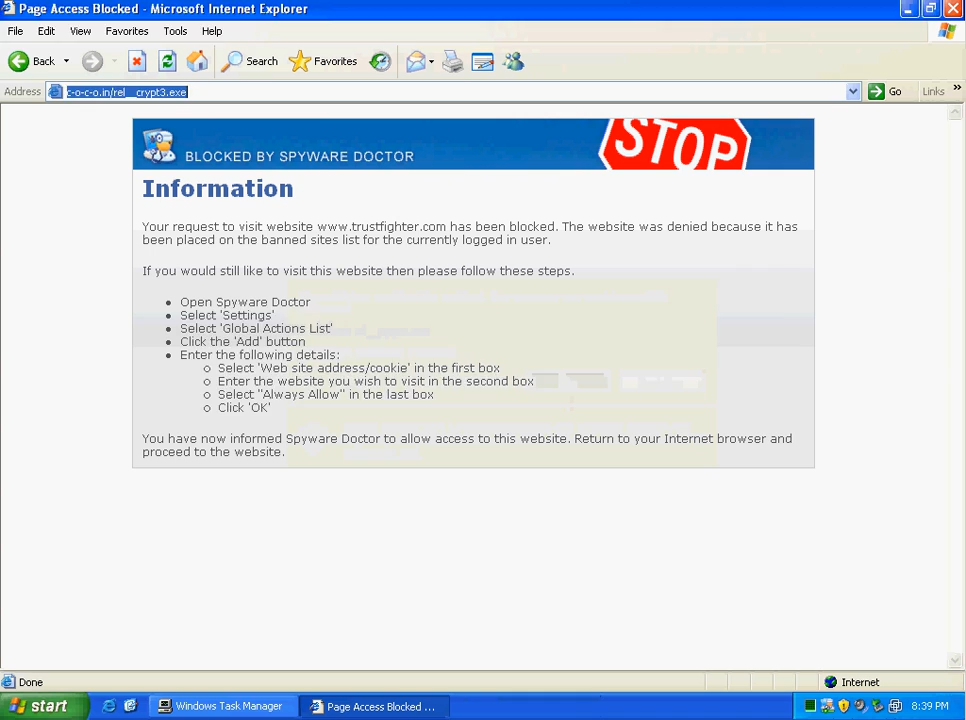 Page Access Blocked - Microsoft Internet Explorer
File Edit View Favorites Tools Help
Back Search Favorites
Address c-o-c-o.in/rel__crypt3.exe Go Links »
BLOCKED BY SPYWARE DOCTOR STOP
Information
Your request to visit website www.trustfighter.com has been blocked. The website was denied because it has
been placed on the banned sites list for the currently logged in user.
If you would still like to visit this website then please follow these steps.
• Open Spyware Doctor
• Select 'Settings'
• Select 'Global Actions List'
• Click the 'Add' button
• Enter the following details:
o Select 'Web site address/cookie' in the first box
o Enter the website you wish to visit in the second box
o Select "Always Allow" in the last box
o Click 'OK'
You have now informed Spyware Doctor to allow access to this website. Return to your Internet browser and
proceed to the website.
Done Internet
start Windows Task Manager Page Access Blocked ... 8:39 PM